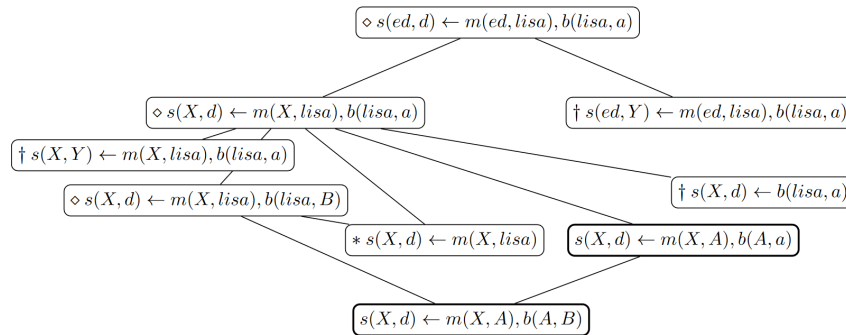 ⋄ s(ed, d) ← m(ed, lisa), b(lisa, a)
⋄ s(X, d) ← m(X, lisa), b(lisa, a)
† s(ed, Y) ← m(ed, lisa), b(lisa, a)
† s(X, Y) ← m(X, lisa), b(lisa, a)
† s(X, d) ← b(lisa, a)
⋄ s(X, d) ← m(X, lisa), b(lisa, B)
∗ s(X, d) ← m(X, lisa)
s(X, d) ← m(X, A), b(A, a)
s(X, d) ← m(X, A), b(A, B)